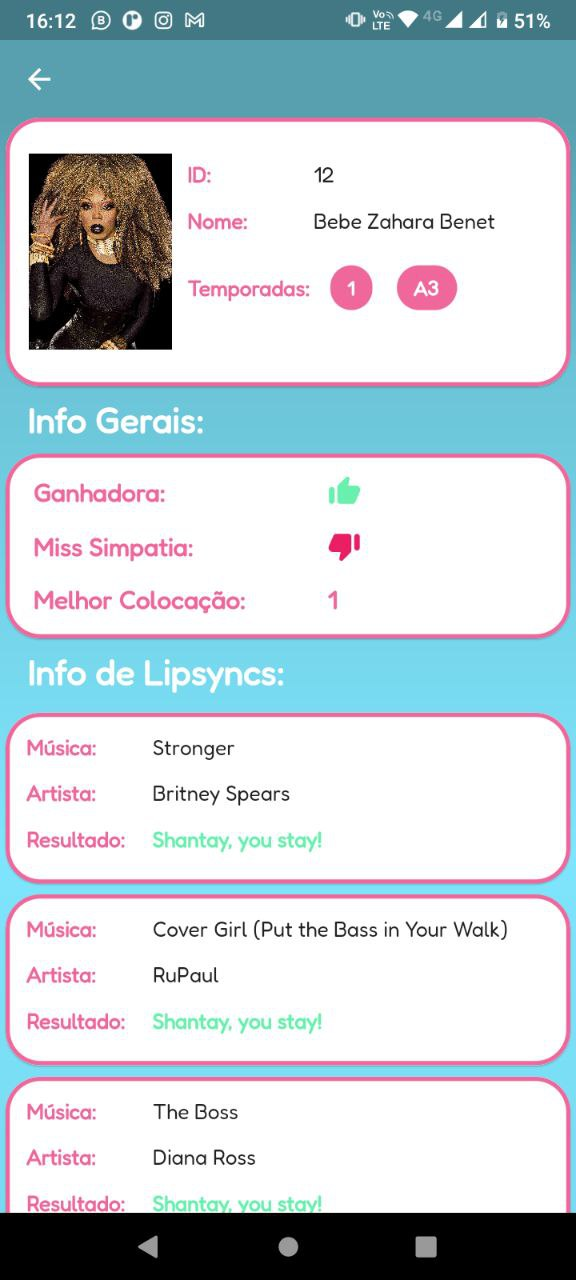 16:12 VoLTE 4G 51%
ID: 12
Nome: Bebe Zahara Benet
Temporadas: 1 A3
Info Gerais:
Ganhadora:
Miss Simpatia:
Melhor Colocação: 1
Info de Lipsyncs:
Música: Stronger
Artista: Britney Spears
Resultado: Shantay, you stay!
Música: Cover Girl (Put the Bass in Your Walk)
Artista: RuPaul
Resultado: Shantay, you stay!
Música: The Boss
Artista: Diana Ross
Resultado: Shantay, you stay!